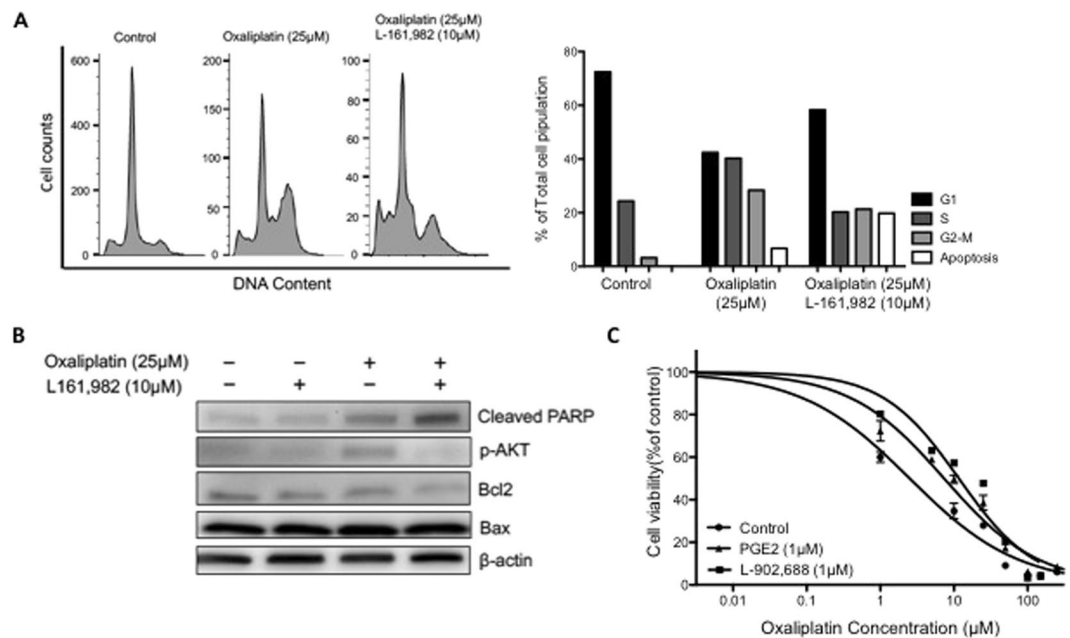 A
Control
Oxaliplatin (25μM)
Oxaliplatin (25μM)
L-161,982 (10μM)
Cell counts
600
400
200
0
200
150
100
50
0
100
80
60
40
20
0
DNA Content
% of Total cell pipulation
80
60
40
20
0
Control
Oxaliplatin
(25μM)
Oxaliplatin (25μM)
L-161,982 (10μM)
G1
S
G2-M
Apoptosis
B
Oxaliplatin (25μM) − − + +
L161,982 (10μM) − + − +
Cleaved PARP
p-AKT
Bcl2
Bax
β-actin
C
Cell viability(%of control)
100
80
60
40
20
0
Control
PGE2 (1μM)
L-902,688 (1μM)
0.01 0.1 1 10 100
Oxaliplatin Concentration (μM)